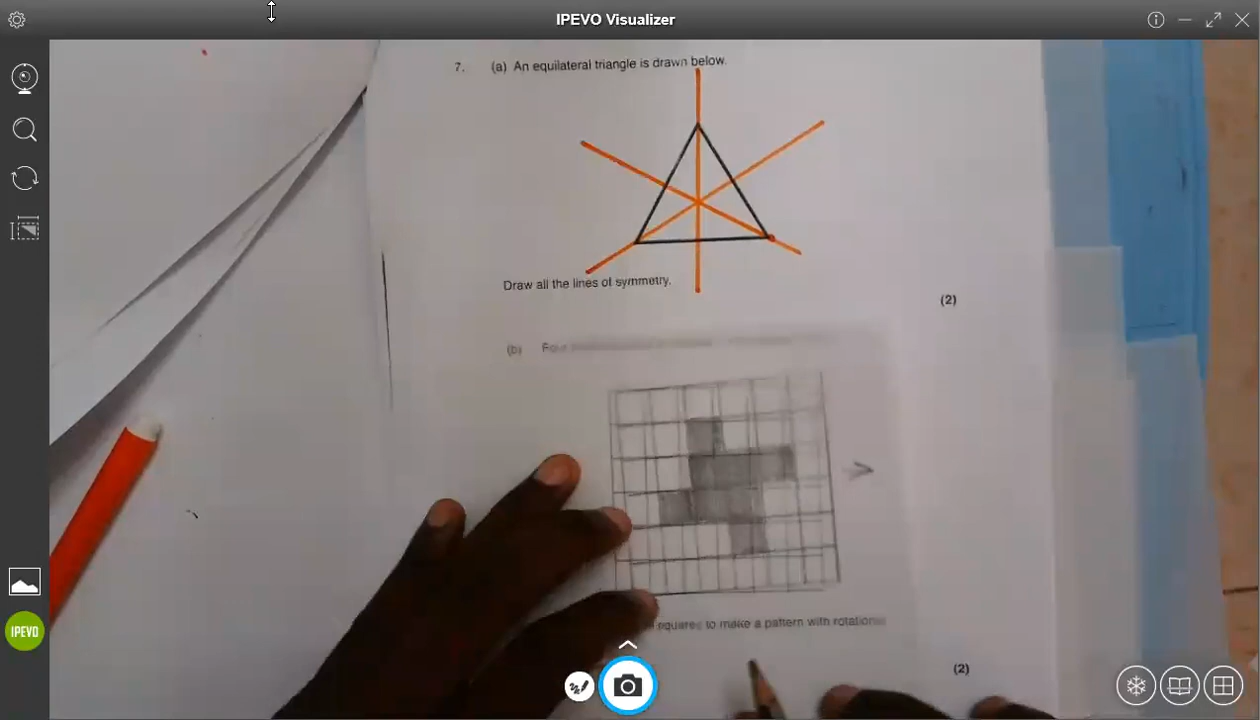 IPEVO Visualizer
7. (a) An equilateral triangle is drawn below.
Draw all the lines of symmetry.
(2)
(b) Four
squares to make a pattern with rotational
(2)
IPEVO